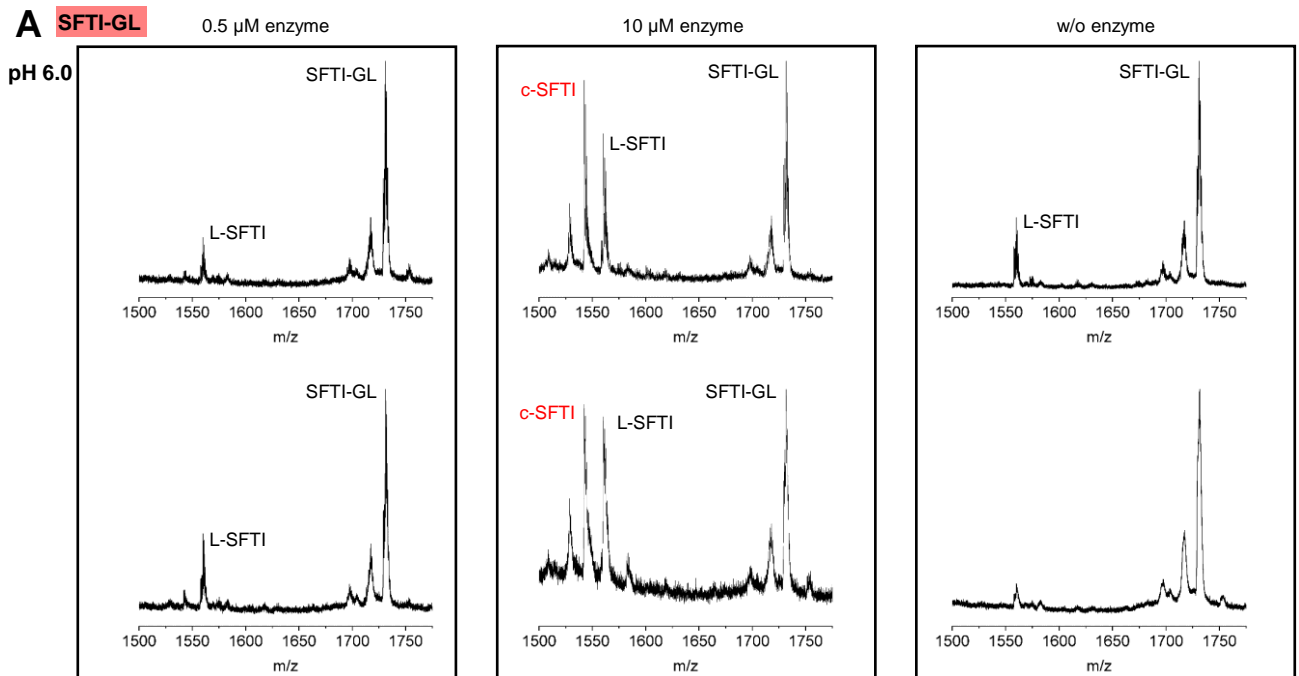 A SFTI-GL 0.5 µM enzyme 10 µM enzyme w/o enzyme
pH 6.0
SFTI-GL
L-SFTI
1500 1550 1600 1650 1700 1750
m/z
c-SFTI
L-SFTI
SFTI-GL
1500 1550 1600 1650 1700 1750
m/z
SFTI-GL
L-SFTI
1500 1550 1600 1650 1700 1750
m/z
SFTI-GL
L-SFTI
1500 1550 1600 1650 1700 1750
m/z
c-SFTI
L-SFTI
SFTI-GL
1500 1550 1600 1650 1700 1750
m/z
1500 1550 1600 1650 1700 1750
m/z